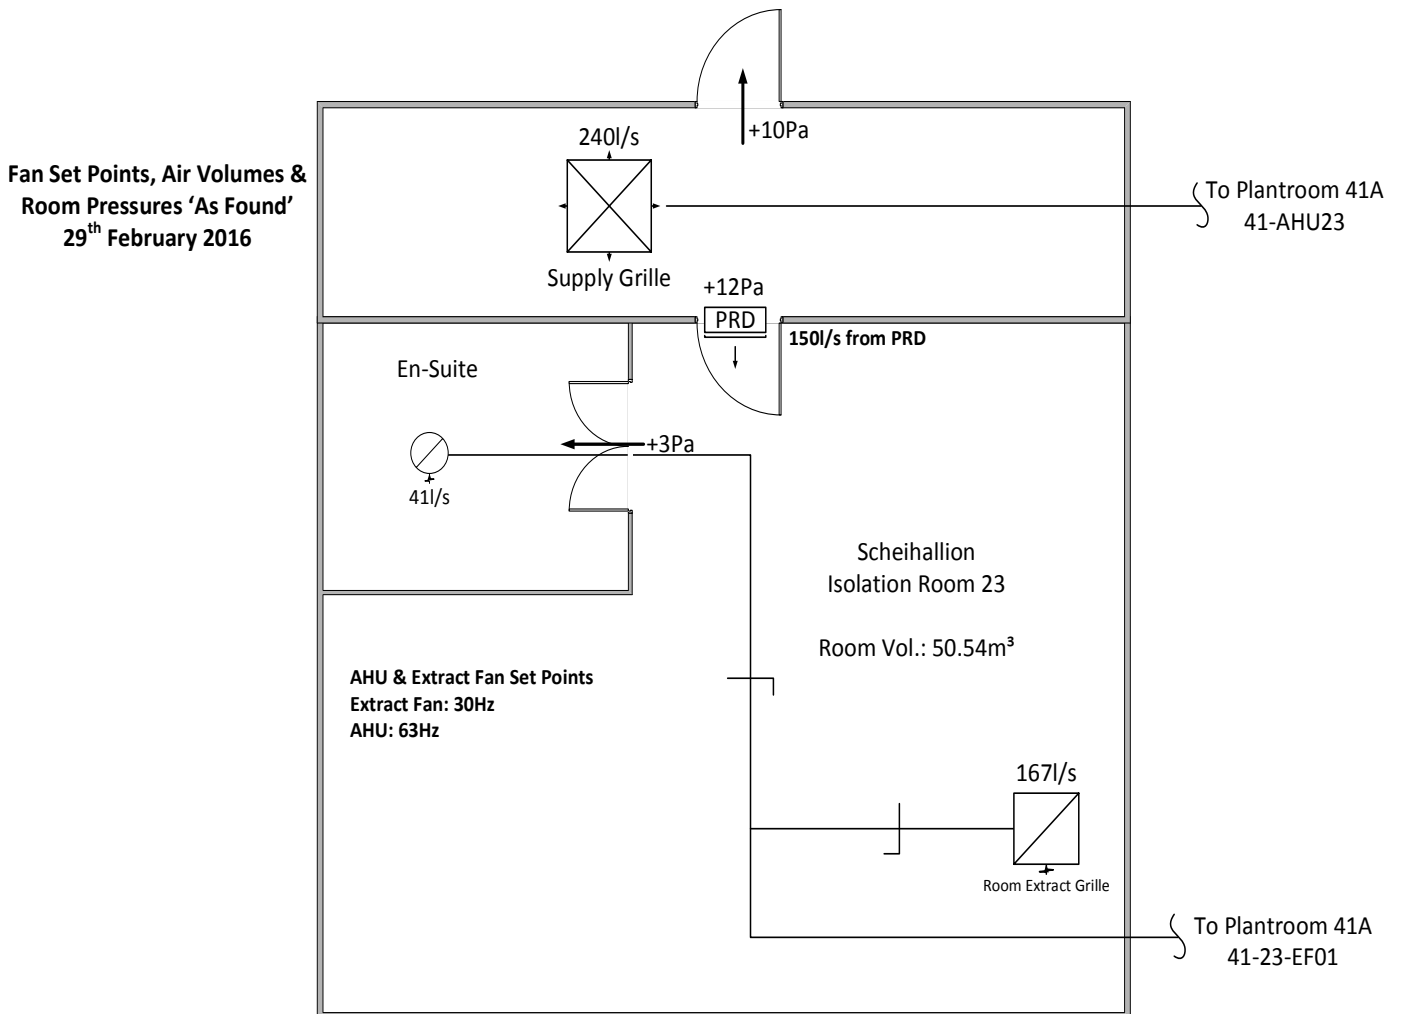 +10Pa
240l/s
Fan Set Points, Air Volumes &
Room Pressures ‘As Found’
29th February 2016
To Plantroom 41A
41-AHU23
Supply Grille
+12Pa
PRD
150l/s from PRD
En-Suite
+3Pa
41l/s
Scheihallion
Isolation Room 23
Room Vol.: 50.54m³
AHU & Extract Fan Set Points
Extract Fan: 30Hz
AHU: 63Hz
167l/s
Room Extract Grille
To Plantroom 41A
41-23-EF01